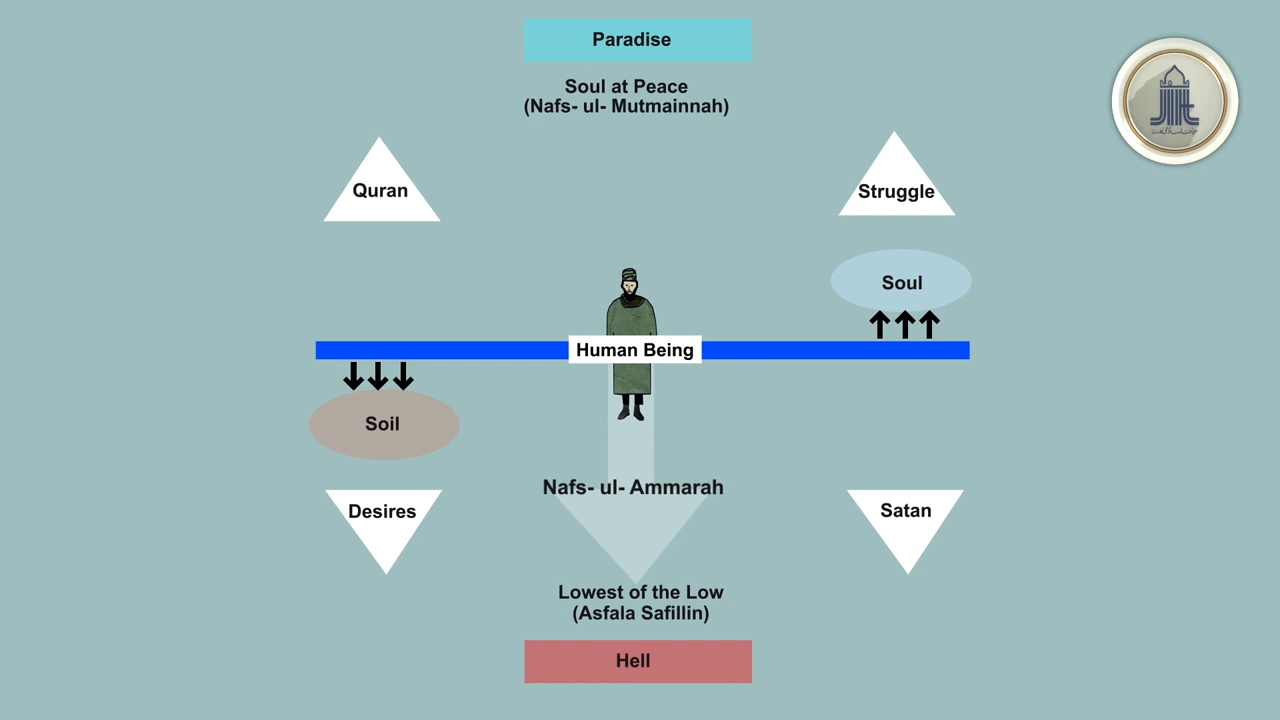 Paradise
Soul at Peace
(Nafs- ul- Mutmainnah)
Quran
Struggle
Soul
Human Being
Soil
Nafs- ul- Ammarah
Desires
Satan
Lowest of the Low
(Asfala Safillin)
Hell